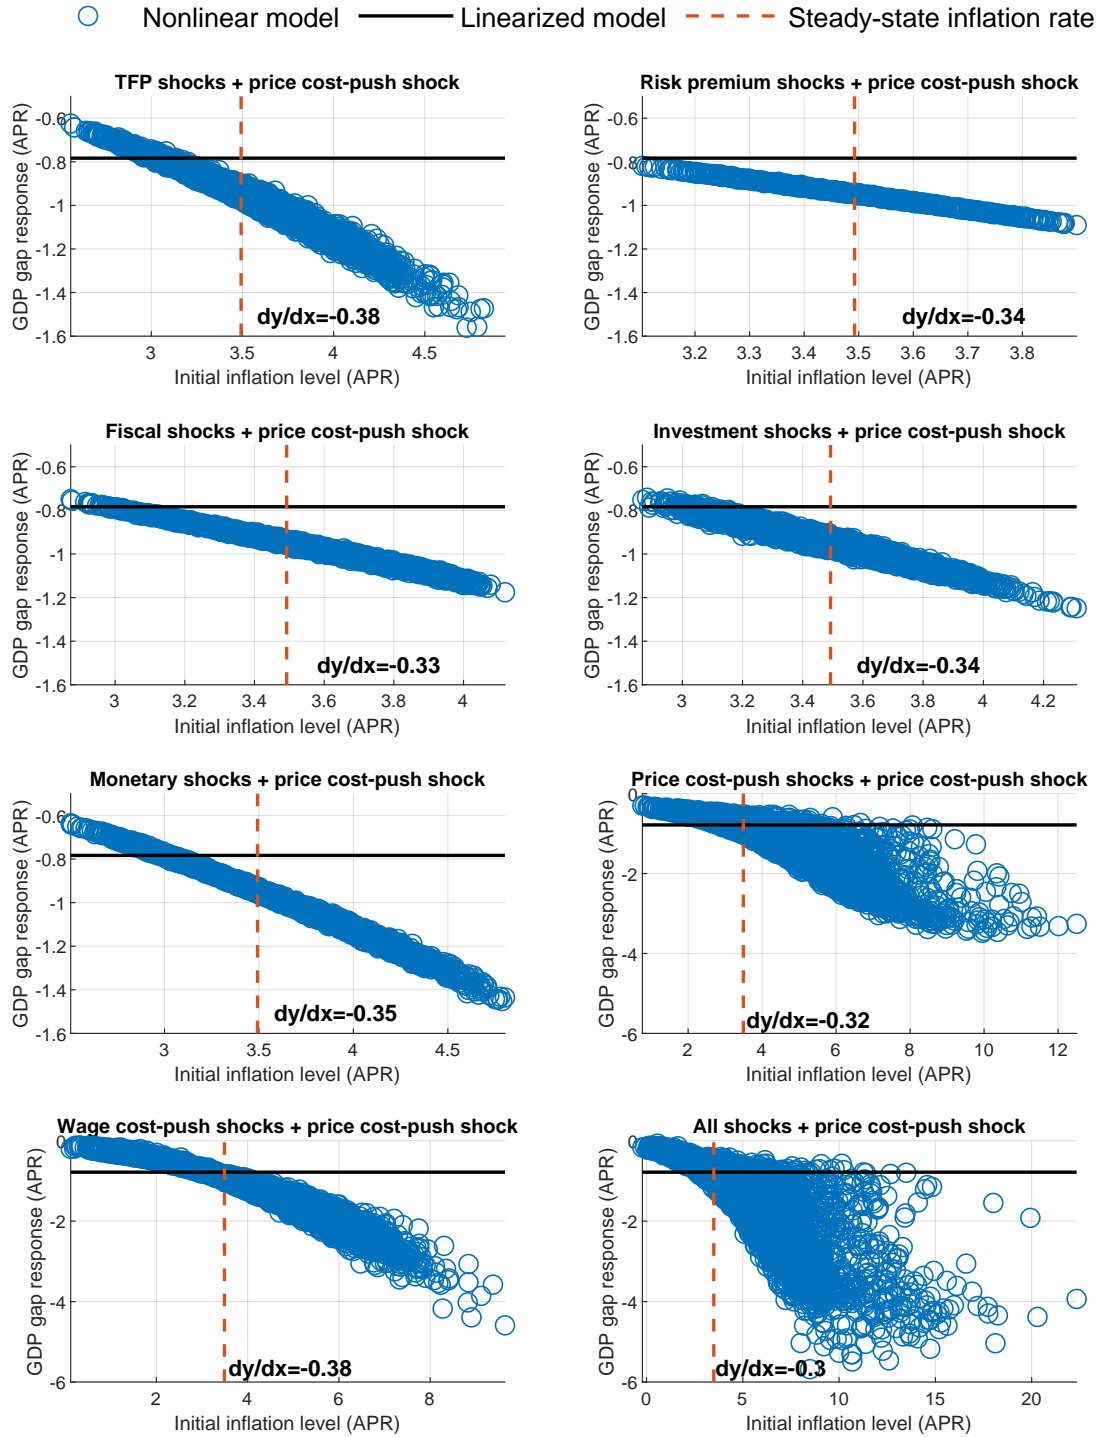 Nonlinear model Linearized model Steady-state inflation rate
TFP shocks + price cost-push shock
GDP gap response (APR)
-0.6
-0.8
-1
-1.2
-1.4
-1.6
dy/dx=-0.38
3 3.5 4 4.5
Initial inflation level (APR)
Risk premium shocks + price cost-push shock
GDP gap response (APR)
-0.6
-0.8
-1
-1.2
-1.4
-1.6
dy/dx=-0.34
3.2 3.3 3.4 3.5 3.6 3.7 3.8
Initial inflation level (APR)
Fiscal shocks + price cost-push shock
GDP gap response (APR)
-0.6
-0.8
-1
-1.2
-1.4
-1.6
dy/dx=-0.33
3 3.2 3.4 3.6 3.8 4
Initial inflation level (APR)
Investment shocks + price cost-push shock
GDP gap response (APR)
-0.6
-0.8
-1
-1.2
-1.4
-1.6
dy/dx=-0.34
3 3.2 3.4 3.6 3.8 4 4.2
Initial inflation level (APR)
Monetary shocks + price cost-push shock
GDP gap response (APR)
-0.6
-0.8
-1
-1.2
-1.4
-1.6
dy/dx=-0.35
3 3.5 4 4.5
Initial inflation level (APR)
Price cost-push shocks + price cost-push shock
GDP gap response (APR)
0
-2
-4
-6
dy/dx=-0.32
2 4 6 8 10 12
Initial inflation level (APR)
Wage cost-push shocks + price cost-push shock
GDP gap response (APR)
0
-2
-4
-6
dy/dx=-0.38
2 4 6 8
Initial inflation level (APR)
All shocks + price cost-push shock
GDP gap response (APR)
0
-2
-4
-6
dy/dx=-0.3
0 5 10 15 20
Initial inflation level (APR)